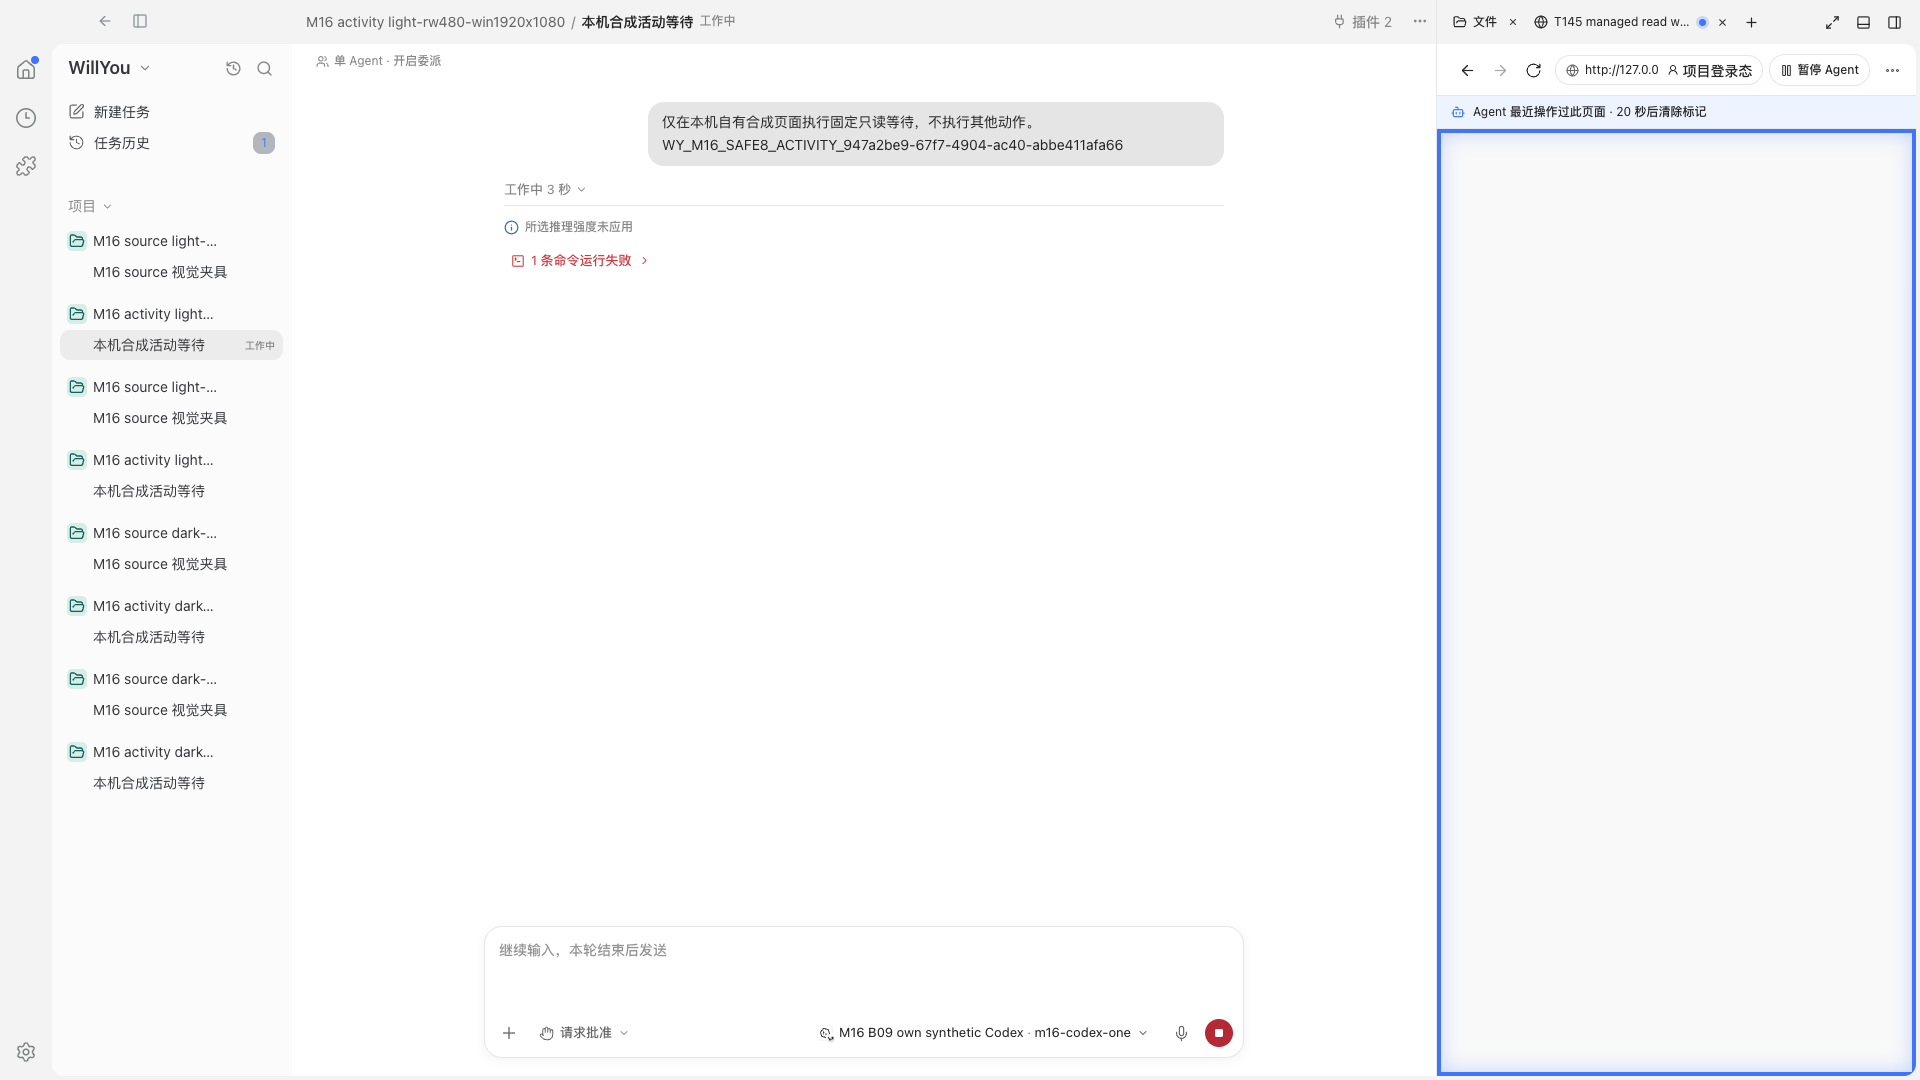 M16 activity light-rw480-win1920x1080 / 本机合成活动等待 工作中
插件 2
文件
T145 managed read w...
WillYou
新建任务
任务历史
1
项目
M16 source light-...
M16 source 视觉夹具
M16 activity light...
本机合成活动等待 工作中
M16 source light-...
M16 source 视觉夹具
M16 activity light...
本机合成活动等待
M16 source dark-...
M16 source 视觉夹具
M16 activity dark...
本机合成活动等待
M16 source dark-...
M16 source 视觉夹具
M16 activity dark...
本机合成活动等待
单 Agent · 开启委派
仅在本机自有合成页面执行固定只读等待，不执行其他动作。
WY_M16_SAFE8_ACTIVITY_947a2be9-67f7-4904-ac40-abbe411afa66
工作中 3 秒
所选推理强度未应用
1 条命令运行失败
继续输入，本轮结束后发送
请求批准
M16 B09 own synthetic Codex · m16-codex-one
http://127.0.0
项目登录态
暂停 Agent
Agent 最近操作过此页面 · 20 秒后清除标记